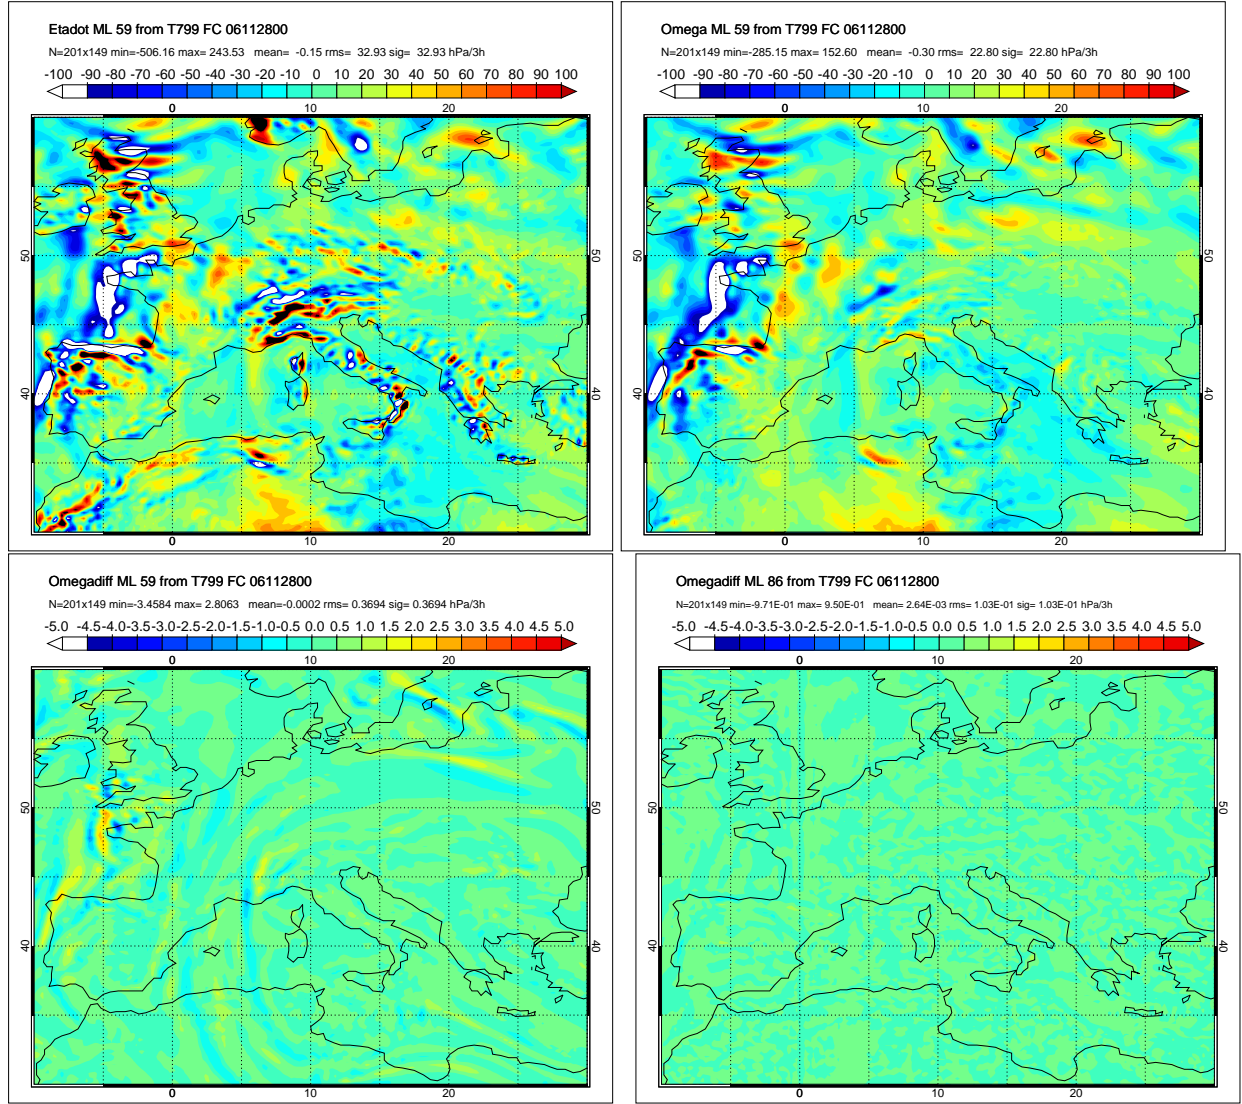 Etadot ML 59 from T799 FC 06112800
N=201x149 min=-506.16 max= 243.53 mean= -0.15 rms= 32.93 sig= 32.93 hPa/3h
-100 -90 -80 -70 -60 -50 -40 -30 -20 -10 0 10 20 30 40 50 60 70 80 90 100
0 20
50
40
0 10 20
Omega ML 59 from T799 FC 06112800
N=201x149 min=-285.15 max= 152.60 mean= -0.30 rms= 22.80 sig= 22.80 hPa/3h
-100 -90 -80 -70 -60 -50 -40 -30 -20 -10 0 10 20 30 40 50 60 70 80 90 100
0 10 20
50
40 40
0 10 20
Omegadiff ML 59 from T799 FC 06112800
N=201x149 min=-3.4584 max= 2.8063 mean=-0.0002 rms= 0.3694 sig= 0.3694 hPa/3h
-5.0 -4.5-4.0-3.5-3.0-2.5-2.0-1.5-1.0-0.5 0.0 0.5 1.0 1.5 2.0 2.5 3.0 3.5 4.0 4.5 5.0
0 20
50 50
40 40
0 10 20
Omegadiff ML 86 from T799 FC 06112800
N=201x149 min=-9.71E-01 max= 9.50E-01 mean= 2.64E-03 rms= 1.03E-01 sig= 1.03E-01 hPa/3h
-5.0 -4.5-4.0-3.5-3.0-2.5-2.0-1.5-1.0-0.5 0.0 0.5 1.0 1.5 2.0 2.5 3.0 3.5 4.0 4.5 5.0
0 10 20
50 50
40 40
0 10 20